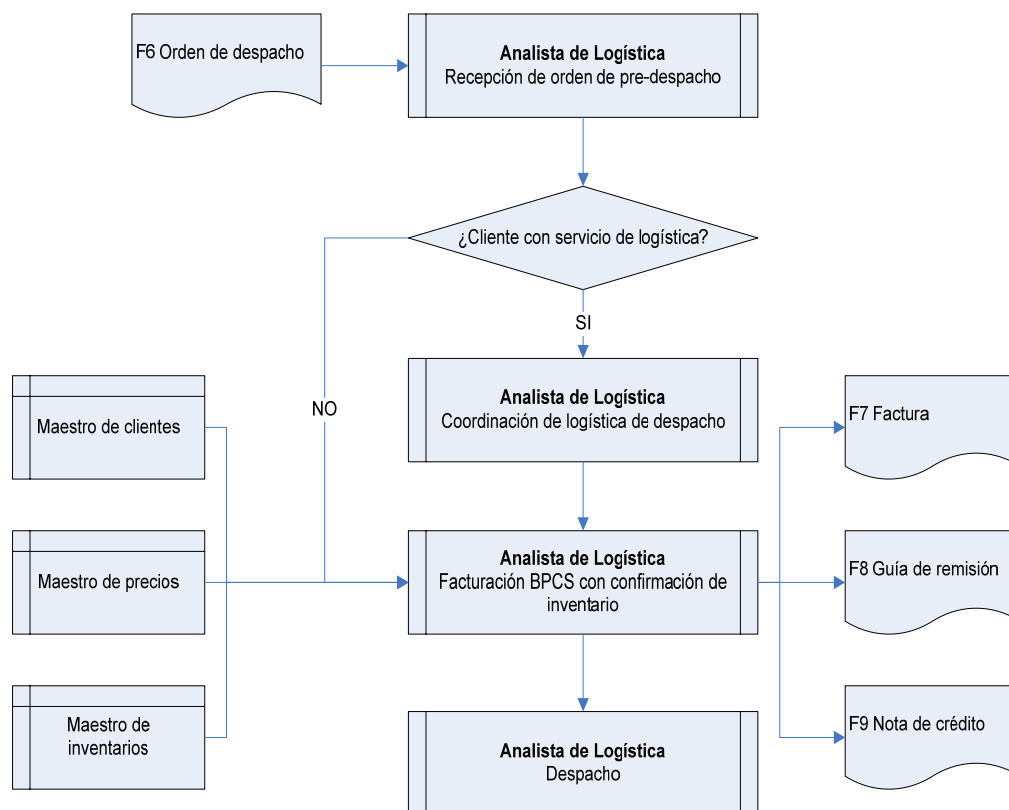 F6 Orden de despacho
Analista de Logística
Recepción de orden de pre-despacho
¿Cliente con servicio de logística?
SI
NO
Analista de Logística
Coordinación de logística de despacho
Maestro de clientes
F7 Factura
Maestro de precios
Analista de Logística
Facturación BPCS con confirmación de
inventario
F8 Guía de remisión
Maestro de
inventarios
F9 Nota de crédito
Analista de Logística
Despacho